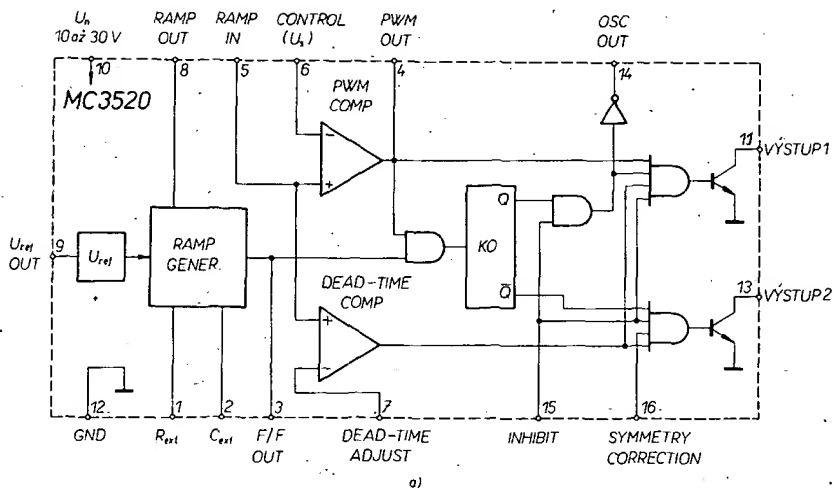 Un
10 až 30 V
RAMP
OUT
RAMP
IN
CONTROL
(Us)
PWM
OUT
OSC
OUT
10
8
5
6
4
14
MC3520
PWM
COMP
-
+
11
VÝSTUP 1
Uref
OUT
9
Uref
RAMP
GENER.
Q
KO
Q̄
DEAD-TIME
COMP
+
-
13
VÝSTUP 2
12
1
2
3
7
15
16
GND
Rext
Cext
F/F
OUT
DEAD-TIME
ADJUST
INHIBIT
SYMMETRY
CORRECTION
a)